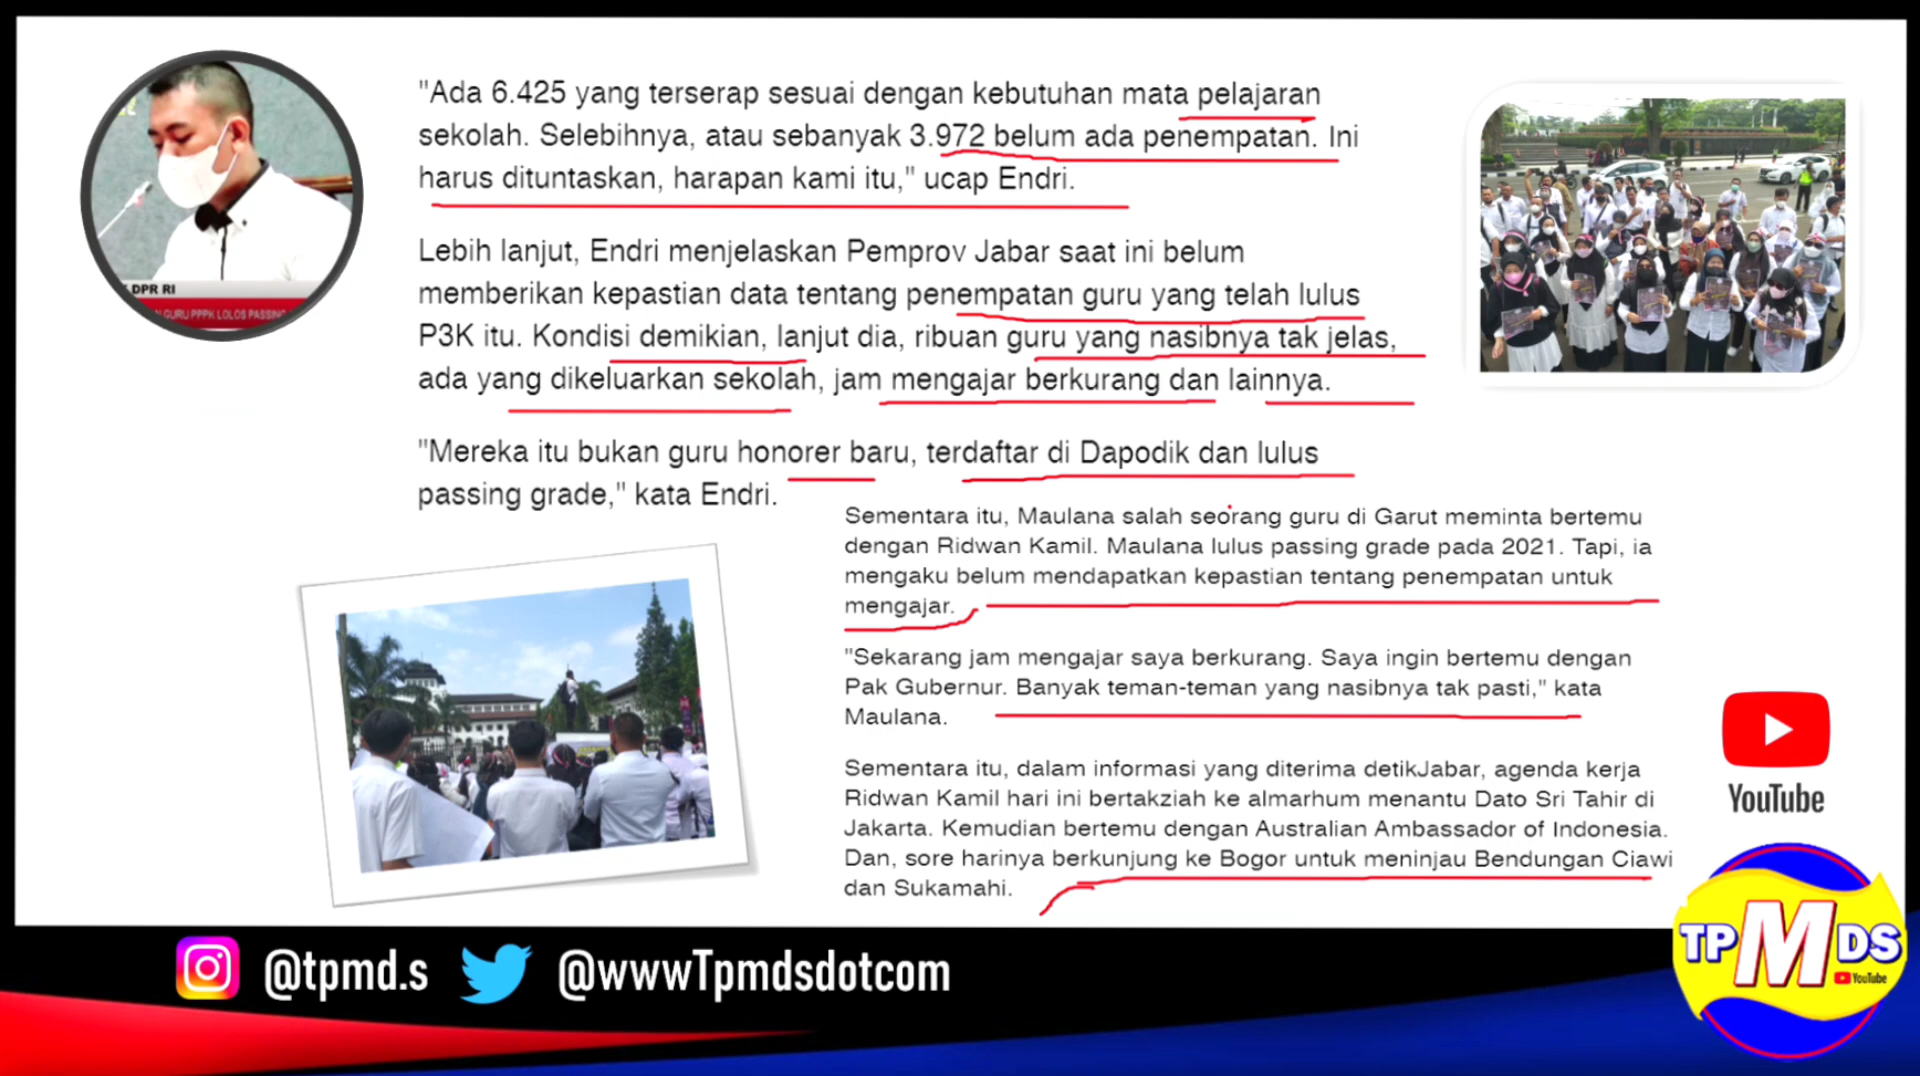 "Ada 6.425 yang terserap sesuai dengan kebutuhan mata pelajaran
sekolah. Selebihnya, atau sebanyak 3.972 belum ada penempatan. Ini
harus dituntaskan, harapan kami itu," ucap Endri.
Lebih lanjut, Endri menjelaskan Pemprov Jabar saat ini belum
memberikan kepastian data tentang penempatan guru yang telah lulus
P3K itu. Kondisi demikian, lanjut dia, ribuan guru yang nasibnya tak jelas,
ada yang dikeluarkan sekolah, jam mengajar berkurang dan lainnya.
"Mereka itu bukan guru honorer baru, terdaftar di Dapodik dan lulus
passing grade," kata Endri.
DPR RI
GURU PPPK LOLOS PASSING
Sementara itu, Maulana salah seorang guru di Garut meminta bertemu
dengan Ridwan Kamil. Maulana lulus passing grade pada 2021. Tapi, ia
mengaku belum mendapatkan kepastian tentang penempatan untuk
mengajar.
"Sekarang jam mengajar saya berkurang. Saya ingin bertemu dengan
Pak Gubernur. Banyak teman-teman yang nasibnya tak pasti," kata
Maulana.
Sementara itu, dalam informasi yang diterima detikJabar, agenda kerja
Ridwan Kamil hari ini bertakziah ke almarhum menantu Dato Sri Tahir di
Jakarta. Kemudian bertemu dengan Australian Ambassador of Indonesia.
Dan, sore harinya berkunjung ke Bogor untuk meninjau Bendungan Ciawi
dan Sukamahi.
YouTube
TPMDS
YouTube
@tpmd.s @wwwTpmdsdotcom